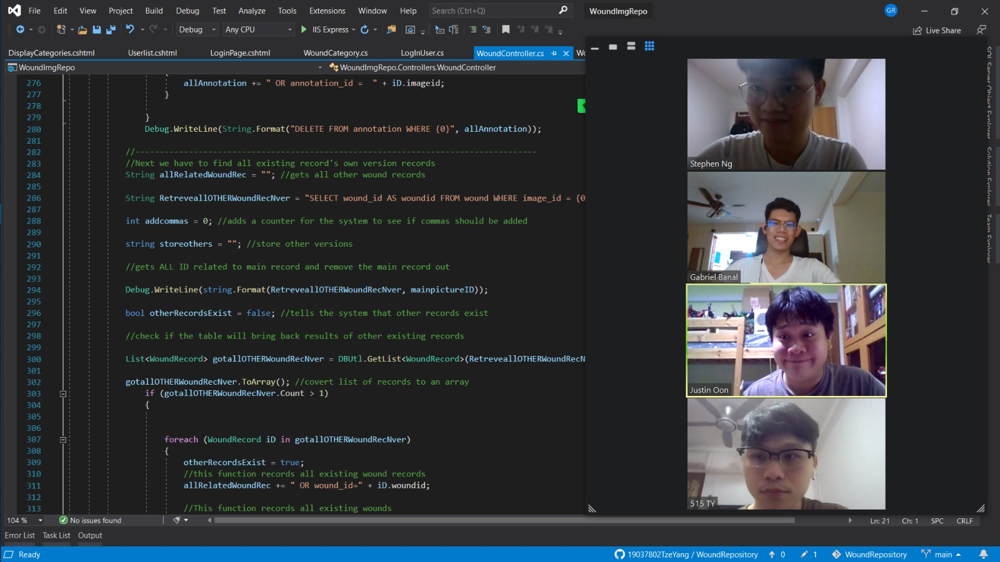 File Edit View Project Build Debug Test Analyze Tools Extensions Window Help Search (Ctrl+Q) WoundImgRepo GR
Debug Any CPU IIS Express Live Share
DisplayCategories.cshtml Userlist.cshtml LoginPage.cshtml WoundCategory.cs LogInUser.cs WoundController.cs Wo
WoundImgRepo WoundImgRepo.Controllers.WoundController
276 allAnnotation += " OR annotation_id =  " + iD.imageid;
277 }
278
279 }
280 Debug.WriteLine(String.Format("DELETE FROM annotation WHERE {0}", allAnnotation));
281
282 //-----------------------------------------------------------------------------------
283 //Next we have to find all existing record's own version records
284 String allRelatedWoundRec = ""; //gets all other wound records
285
286 String RetreveallOTHERWoundRecNver = "SELECT wound_id AS woundid FROM wound WHERE image_id = {0
287
288 int addcommas = 0; //adds a counter for the system to see if commas should be added
289
290 string storeothers = ""; //store other versions
291
292 //gets ALL ID related to main record and remove the main record out
293
294 Debug.WriteLine(string.Format(RetreveallOTHERWoundRecNver, mainpictureID));
295
296 bool otherRecordsExist = false; //tells the system that other records exist
297
298 //check if the table will bring back results of other existing records
299
300 List<WoundRecord> gotallOTHERWoundRecNver = DBUtl.GetList<WoundRecord>(RetreveallOTHERWoundRecN
301
302 gotallOTHERWoundRecNver.ToArray(); //covert list of records to an array
303 if (gotallOTHERWoundRecNver.Count > 1)
304 {
305
306
307 foreach (WoundRecord iD in gotallOTHERWoundRecNver)
308 {
309 otherRecordsExist = true;
310 //this function records all existing wound records
311 allRelatedWoundRec += " OR wound_id=" + iD.woundid;
312
313 //This function records all existing wounds
Stephen Ng
Gabriel Banal
Justin Oon
515 TY
SQL Server Object Explorer
Solution Explorer
Team Explorer
104 % No issues found Ln: 21 Ch: 1 SPC CRLF
Error List Task List Output
Ready 19037802TzeYang / WoundRepository 0 1 WoundRepository main